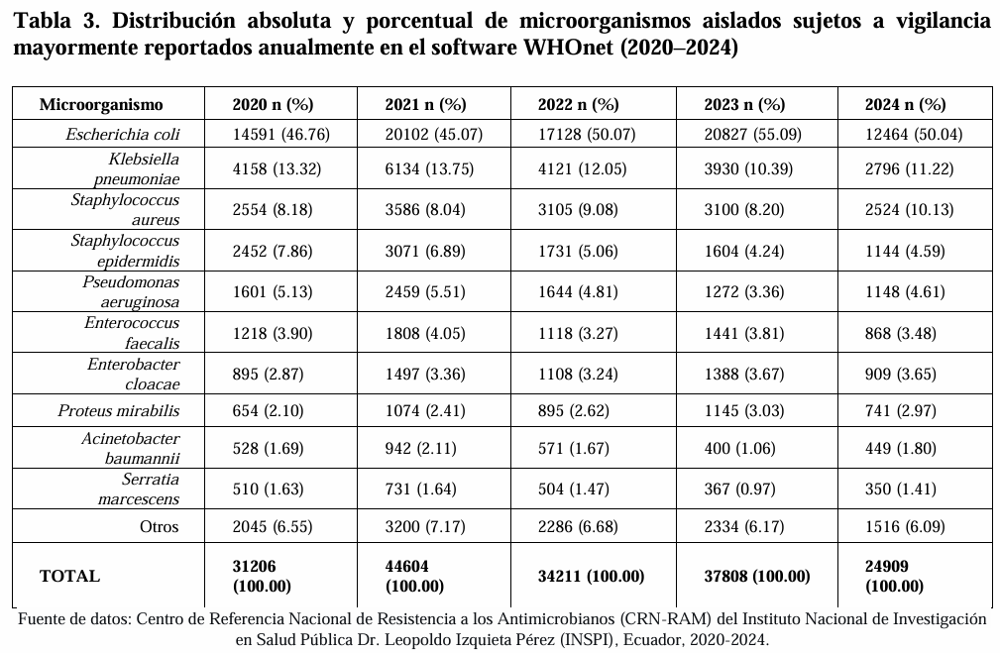 Tabla 3. Distribución absoluta y porcentual de microorganismos aislados sujetos a vigilancia
mayormente reportados anualmente en el software WHOnet (2020–2024)
Microorganismo 2020 n (%) 2021 n (%) 2022 n (%) 2023 n (%) 2024 n (%)
Escherichia coli 14591 (46.76) 20102 (45.07) 17128 (50.07) 20827 (55.09) 12464 (50.04)
Klebsiella
pneumoniae 4158 (13.32) 6134 (13.75) 4121 (12.05) 3930 (10.39) 2796 (11.22)
Staphylococcus
aureus 2554 (8.18) 3586 (8.04) 3105 (9.08) 3100 (8.20) 2524 (10.13)
Staphylococcus
epidermidis 2452 (7.86) 3071 (6.89) 1731 (5.06) 1604 (4.24) 1144 (4.59)
Pseudomonas
aeruginosa 1601 (5.13) 2459 (5.51) 1644 (4.81) 1272 (3.36) 1148 (4.61)
Enterococcus
faecalis 1218 (3.90) 1808 (4.05) 1118 (3.27) 1441 (3.81) 868 (3.48)
Enterobacter
cloacae 895 (2.87) 1497 (3.36) 1108 (3.24) 1388 (3.67) 909 (3.65)
Proteus mirabilis 654 (2.10) 1074 (2.41) 895 (2.62) 1145 (3.03) 741 (2.97)
Acinetobacter
baumannii 528 (1.69) 942 (2.11) 571 (1.67) 400 (1.06) 449 (1.80)
Serratia
marcescens 510 (1.63) 731 (1.64) 504 (1.47) 367 (0.97) 350 (1.41)
Otros 2045 (6.55) 3200 (7.17) 2286 (6.68) 2334 (6.17) 1516 (6.09)
TOTAL 31206 (100.00) 44604 (100.00) 34211 (100.00) 37808 (100.00) 24909 (100.00)
Fuente de datos: Centro de Referencia Nacional de Resistencia a los Antimicrobianos (CRN-RAM) del Instituto Nacional de Investigación
en Salud Pública Dr. Leopoldo Izquieta Pérez (INSPI), Ecuador, 2020-2024.